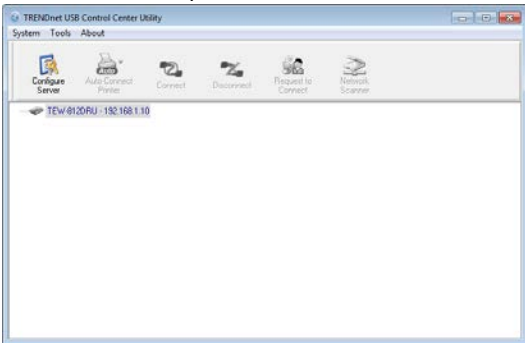 TRENDnet USB Control Center Utility
System Tools About
Configure Server
Auto Connect Printer
Connect
Disconnect
Request to Connect
Network Scanner
TEW-812DRU - 192.168.1.10